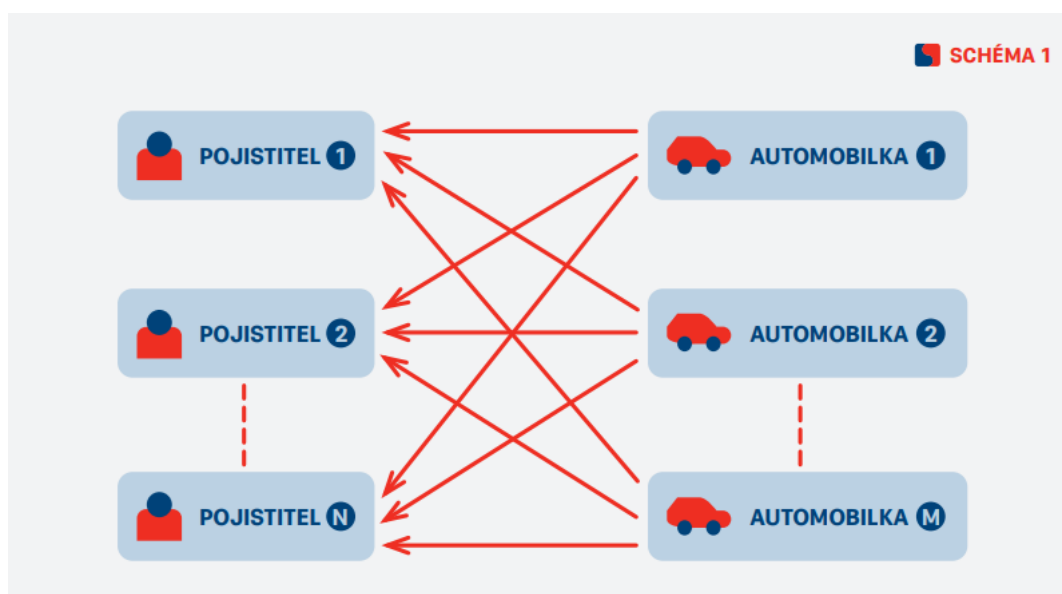 SCHÉMA 1
POJISTITEL 1
AUTOMOBILKA 1
POJISTITEL 2
AUTOMOBILKA 2
POJISTITEL N
AUTOMOBILKA M